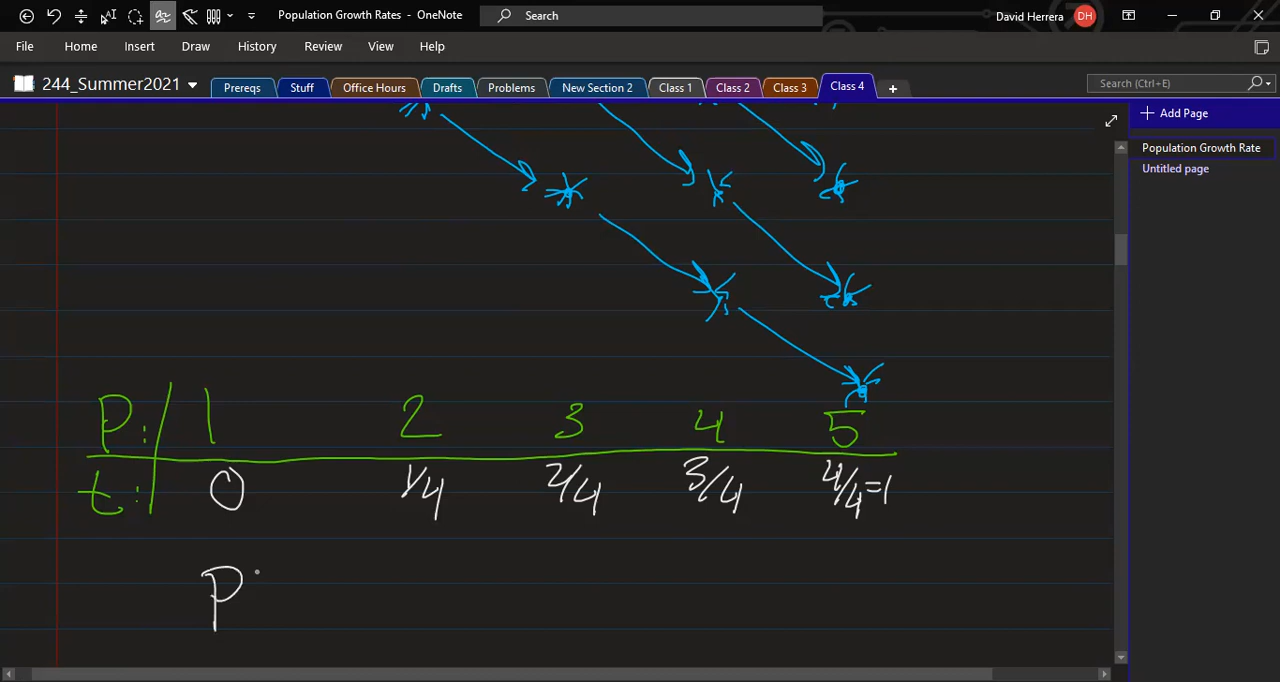 Population Growth Rates - OneNote
Search
David Herrera DH
File Home Insert Draw History Review View Help
244_Summer2021
Prereqs Stuff Office Hours Drafts Problems New Section 2 Class 1 Class 2 Class 3 Class 4 +
Search (Ctrl+E)
Add Page
Population Growth Rate
Untitled page
P: 1 2 3 4 5
t: 0 1/4 2/4 3/4 4/4=1
P